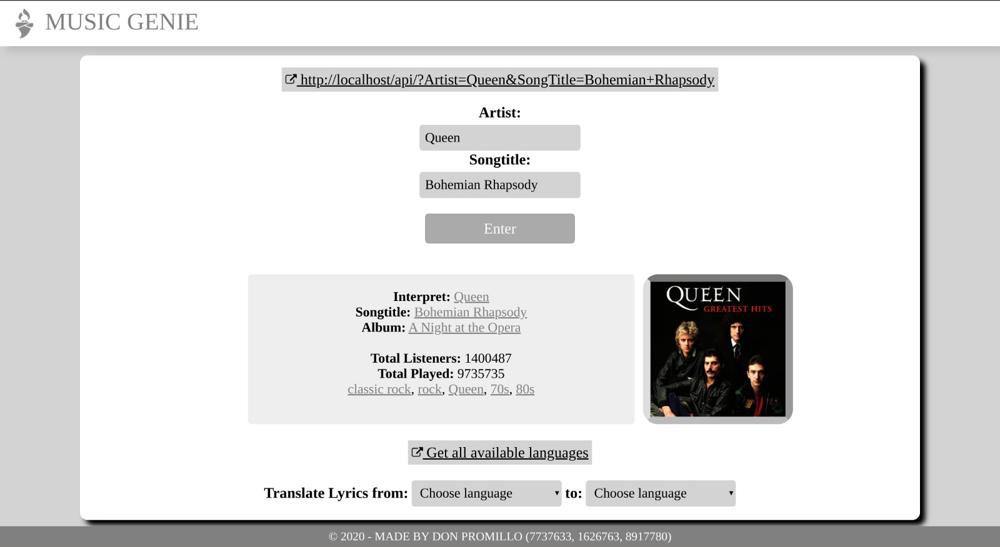 MUSIC GENIE
http://localhost/api/?Artist=Queen&SongTitle=Bohemian+Rhapsody
Artist:
Queen
Songtitle:
Bohemian Rhapsody
Enter
Interpret: Queen
Songtitle: Bohemian Rhapsody
Album: A Night at the Opera
Total Listeners: 1400487
Total Played: 9735735
classic rock, rock, Queen, 70s, 80s
QUEEN
GREATEST HITS
Get all available languages
Translate Lyrics from: Choose language to: Choose language
© 2020 - MADE BY DON PROMILLO (7737633, 1626763, 8917780)